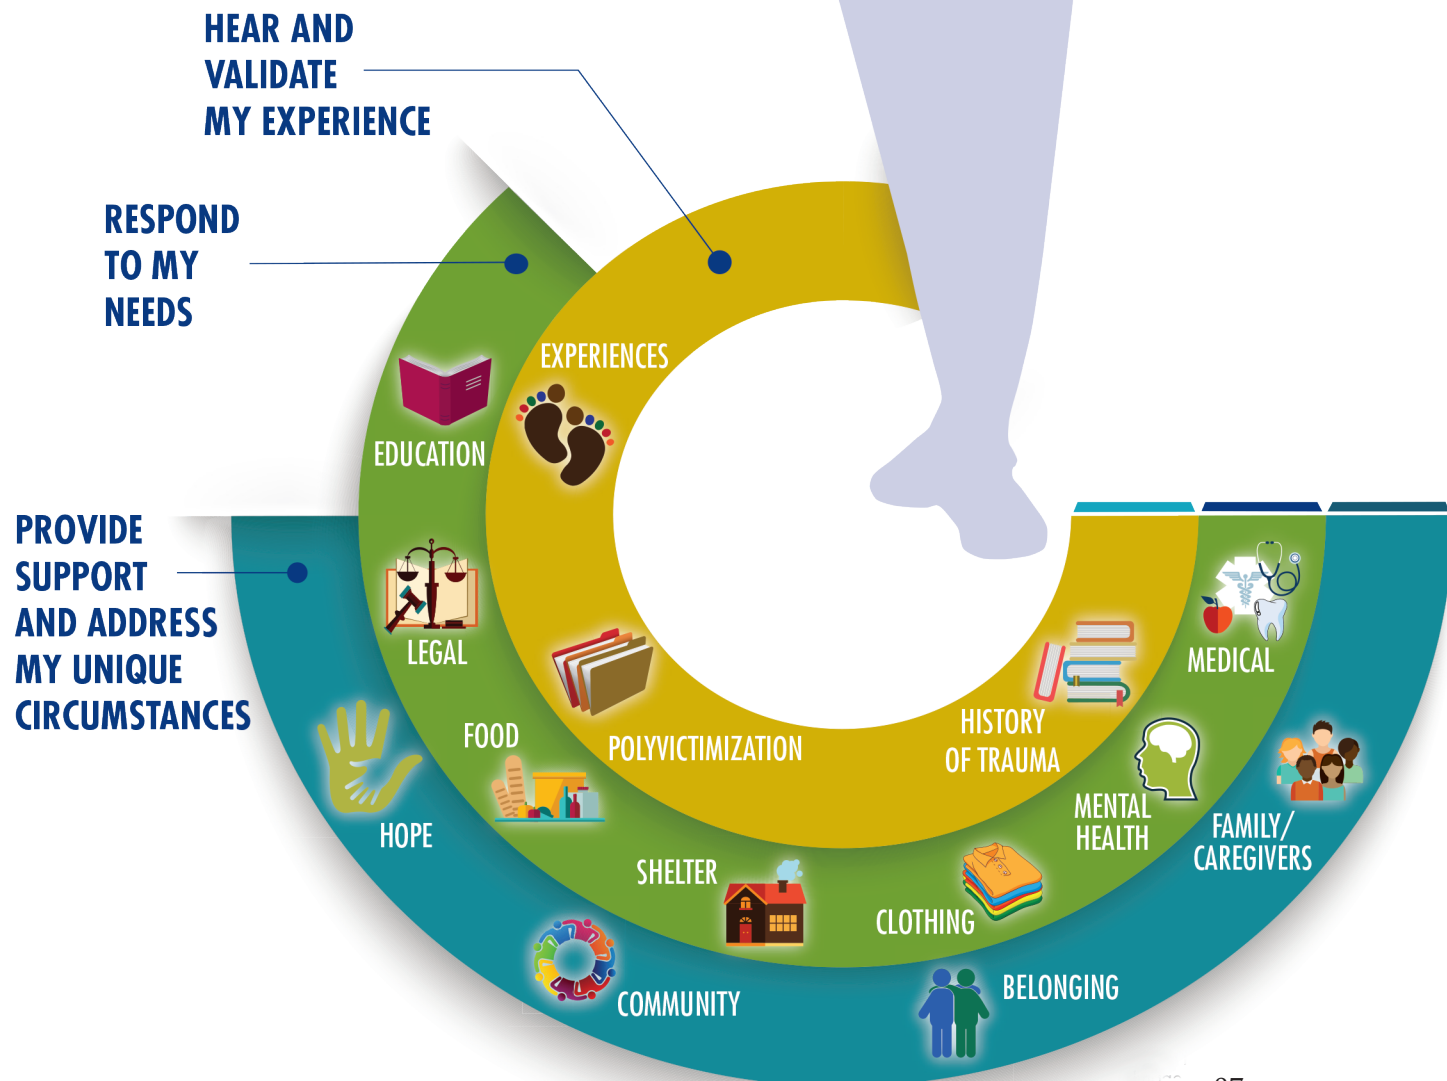 HEAR AND
VALIDATE
MY EXPERIENCE
RESPOND
TO MY
NEEDS
EXPERIENCES
EDUCATION
PROVIDE
SUPPORT
AND ADDRESS
MY UNIQUE
CIRCUMSTANCES
LEGAL
MEDICAL
FOOD
POLYVICTIMIZATION
HISTORY
OF TRAUMA
HOPE
MENTAL
HEALTH
FAMILY/
CAREGIVERS
SHELTER
CLOTHING
COMMUNITY
BELONGING